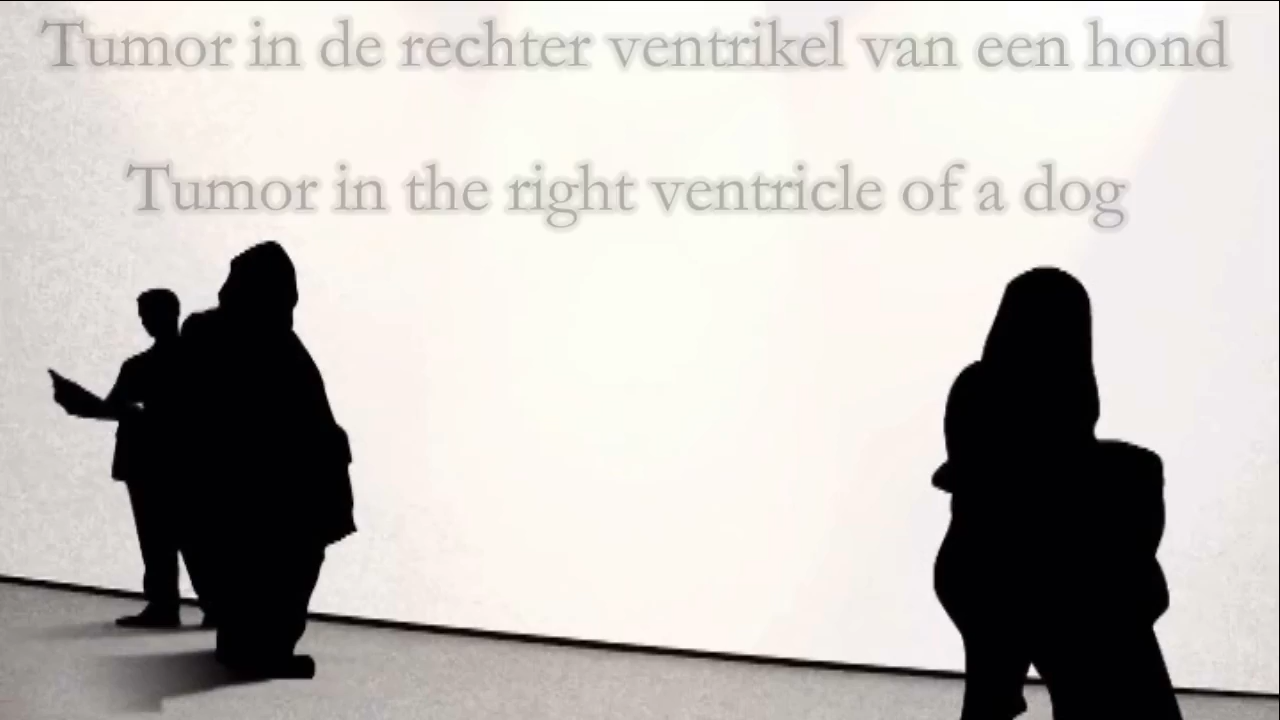 Tumor in de rechter ventrikel van een hond
Tumor in the right ventricle of a dog